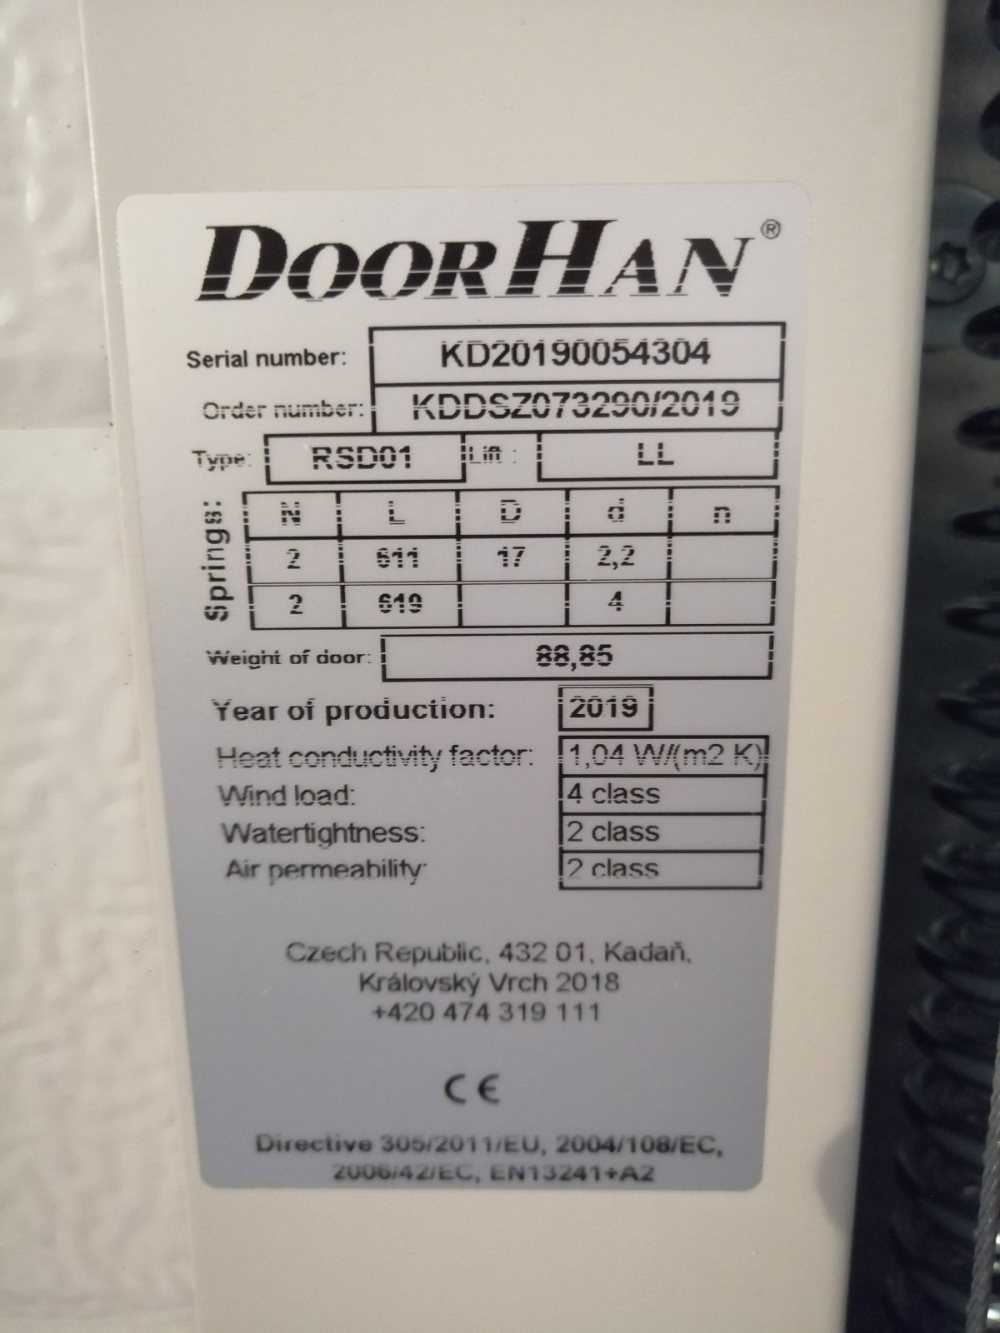 DOORHAN®
Serial number: KD20190054304
Order number: KDDSZ073290/2019
Type: RSD01 Lift : LL
Springs:
N L D d n
2 611 17 2,2
2 619 4
Weight of door: 88,85
Year of production: 2019
Heat conductivity factor: 1,04 W/(m2 K)
Wind load: 4 class
Watertightness: 2 class
Air permeability: 2 class
Czech Republic, 432 01, Kadaň,
Královský Vrch 2018
+420 474 319 111
CE
Directive 305/2011/EU, 2004/108/EC,
2006/42/EC, EN13241+A2